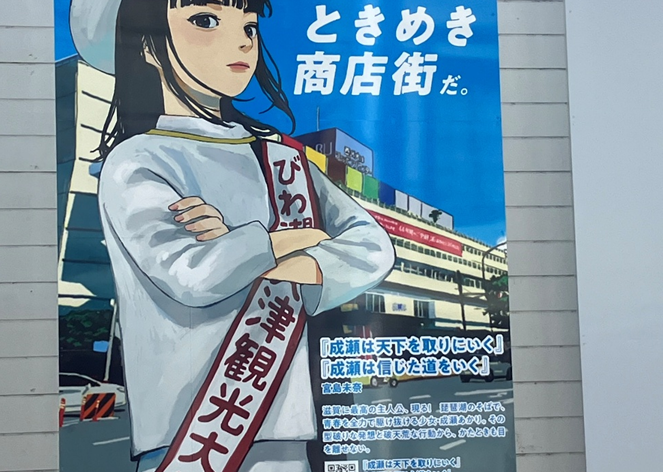 ときめき
商店街だ。
びわ湖
大津観光大
『成瀬は天下を取りにいく』
『成瀬は信じた道をいく』
宮島未奈
滋賀に最高の主人公、現る! 琵琶湖のそばで、
青春を全力で駆け抜ける少女・成瀬あかり。その
型破りな発想と破天荒な行動から、かたときも目
を離せない。
『成瀬は天下を取りにいく』